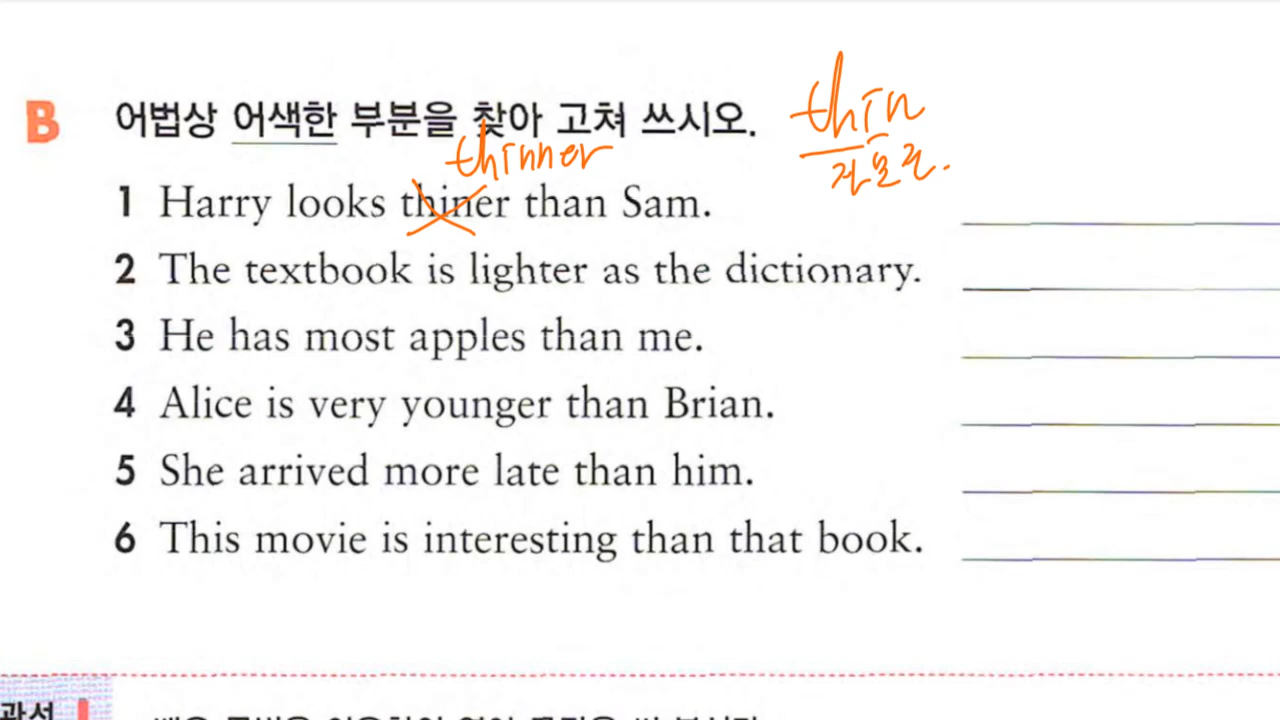 B 어법상 어색한 부분을 찾아 고쳐 쓰시오.
thin
자모른.
thinner
1 Harry looks thiner than Sam.
2 The textbook is lighter as the dictionary.
3 He has most apples than me.
4 Alice is very younger than Brian.
5 She arrived more late than him.
6 This movie is interesting than that book.